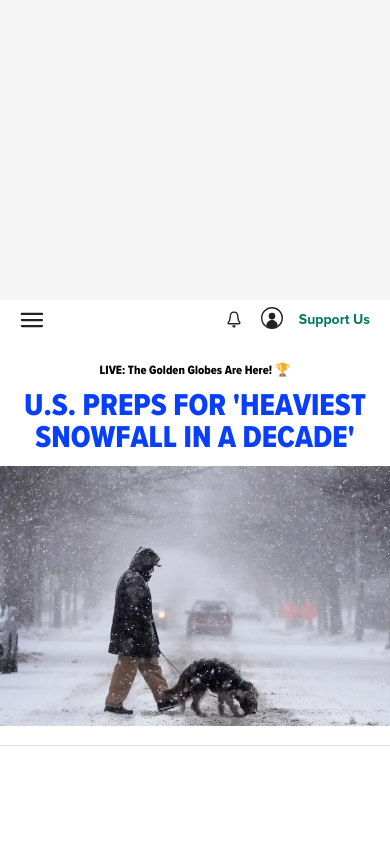 Support Us
LIVE: The Golden Globes Are Here! 🏆
U.S. PREPS FOR 'HEAVIEST
SNOWFALL IN A DECADE'